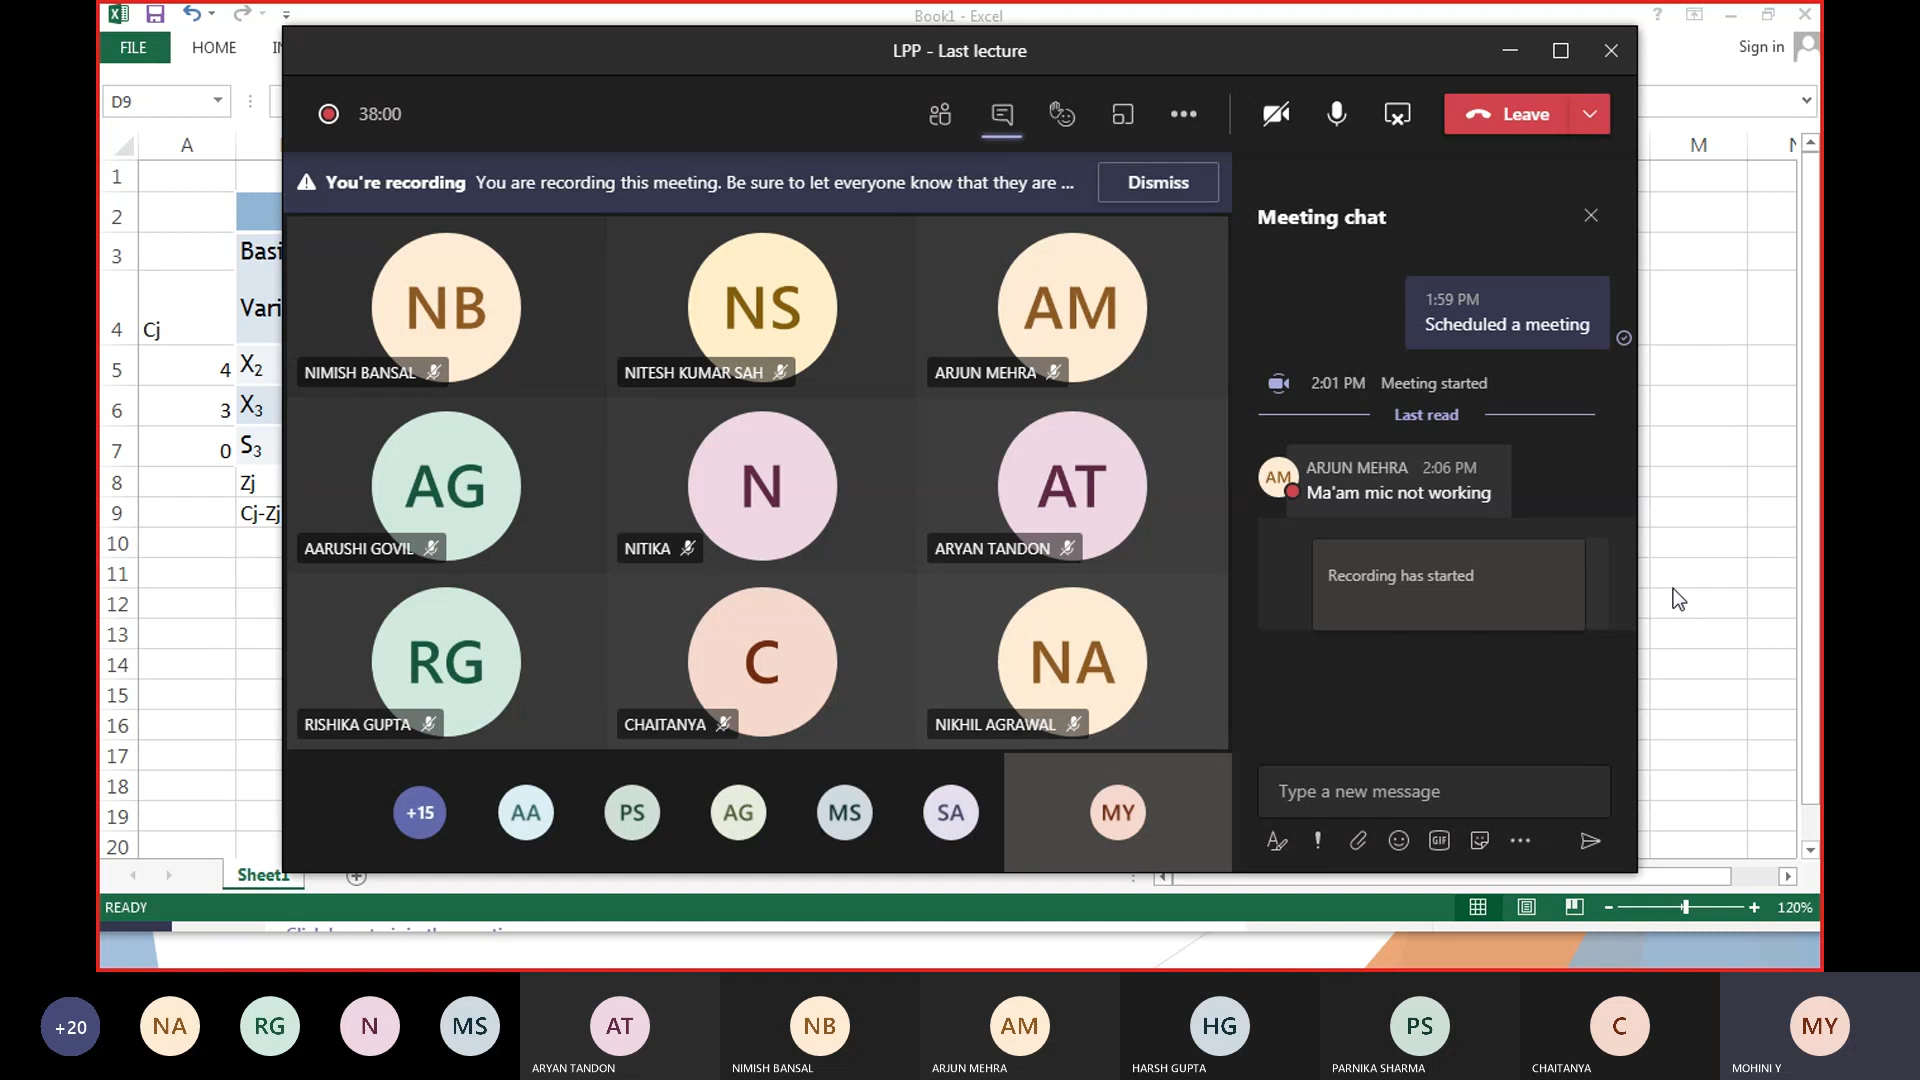 Book1 - Excel
FILE
HOME
Sign in
LPP - Last lecture
D9
38:00
Leave
You're recording You are recording this meeting. Be sure to let everyone know that they are ...
Dismiss
Meeting chat
A
M
1
2
3
4 Cj
5 4 X₂
6 3 X₃
7 0 S₃
8 Zj
9 Cj-Zj
10
11
12
13
14
15
16
17
18
19
20
NB
NIMISH BANSAL
NS
NITESH KUMAR SAH
AM
ARJUN MEHRA
AG
AARUSHI GOVIL
N
NITIKA
AT
ARYAN TANDON
RG
RISHIKA GUPTA
C
CHAITANYA
NA
NIKHIL AGRAWAL
+15
AA
PS
AG
MS
SA
MY
1:59 PM
Scheduled a meeting
2:01 PM Meeting started
Last read
AM
ARJUN MEHRA 2:06 PM
Ma'am mic not working
Recording has started
Type a new message
GIF
Sheet1
READY
120%
+20
NA
RG
N
MS
AT
ARYAN TANDON
NB
NIMISH BANSAL
AM
ARJUN MEHRA
HG
HARSH GUPTA
PS
PARNIKA SHARMA
C
CHAITANYA
MY
MOHINI Y